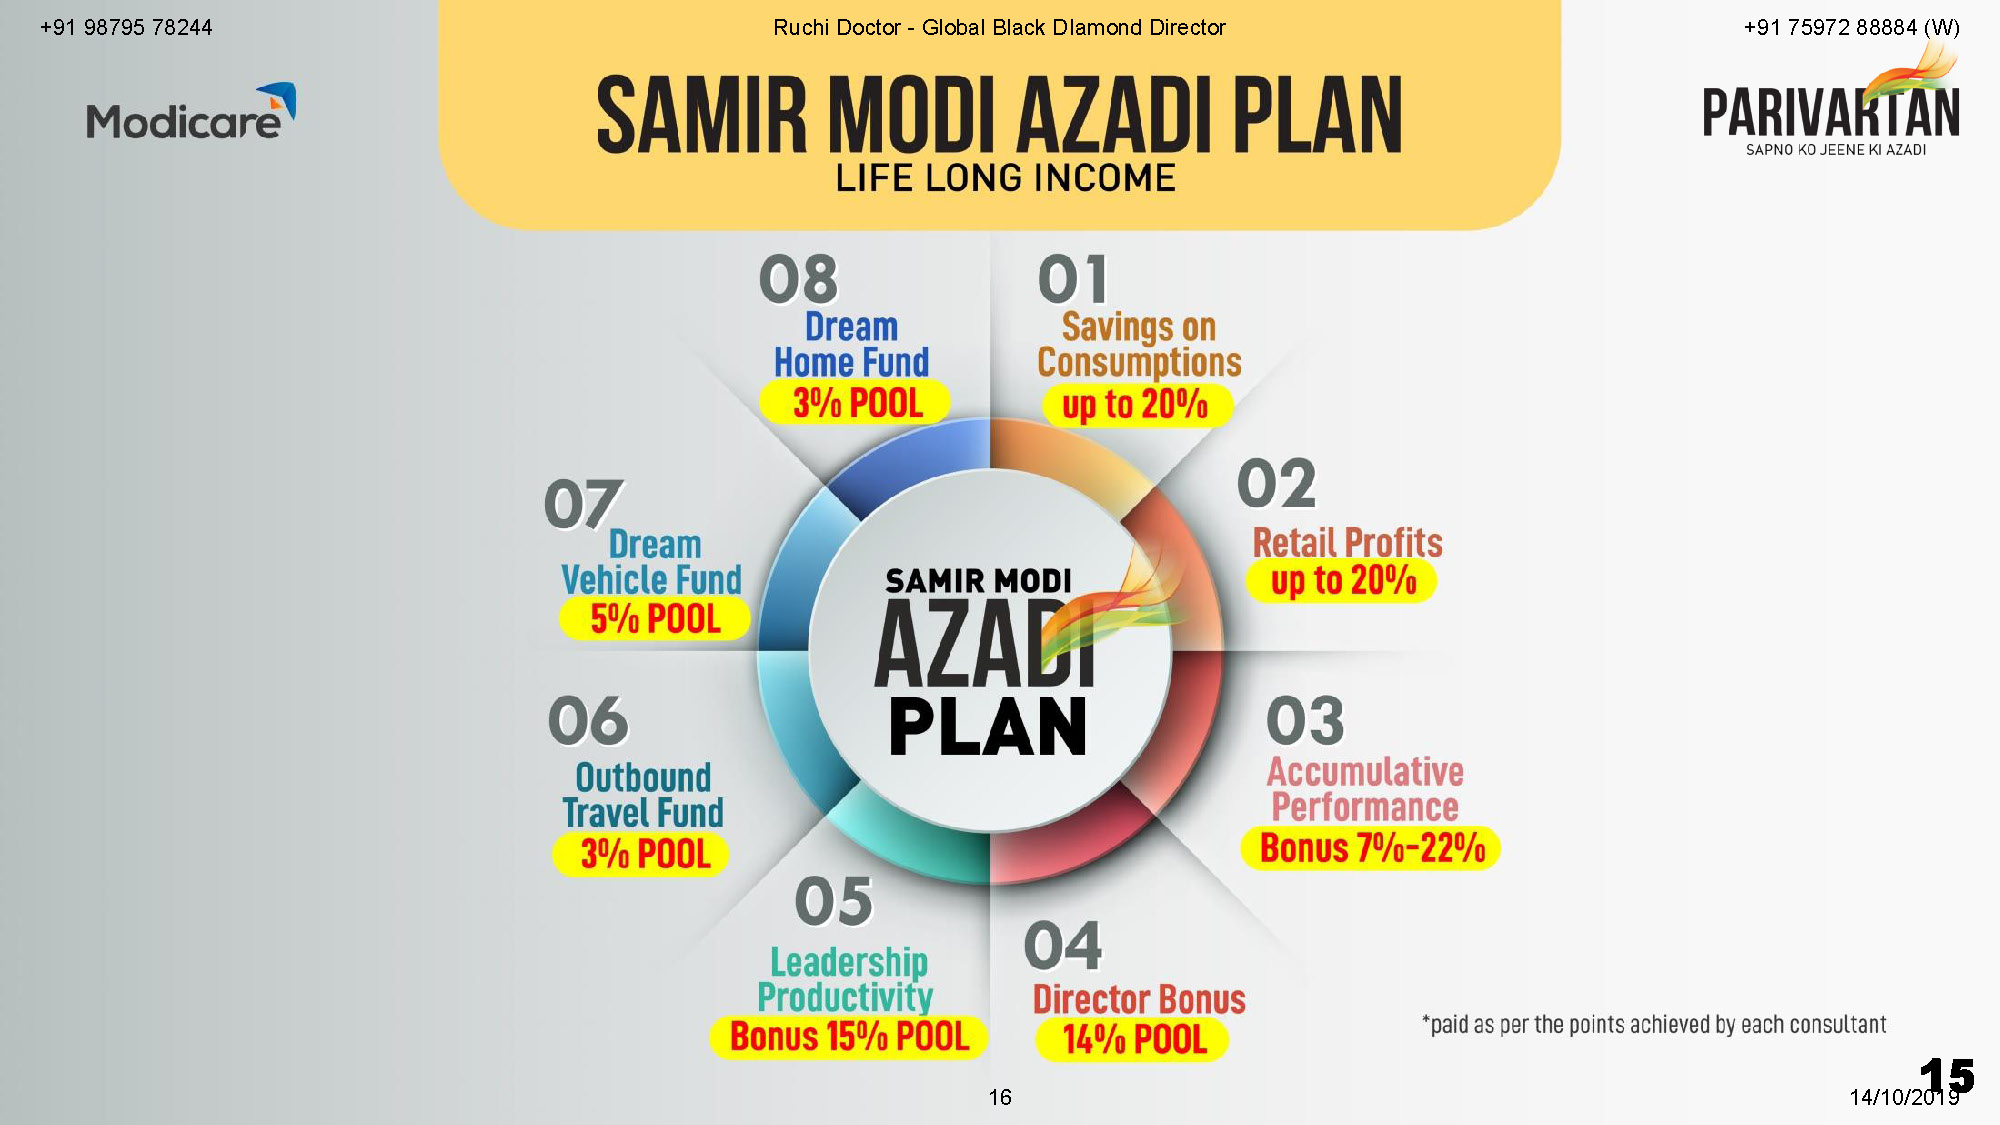 +91 98795 78244
Ruchi Doctor - Global Black DIamond Director
+91 75972 88884 (W)
Modicare
SAMIR MODI AZADI PLAN
LIFE LONG INCOME
PARIVARTAN
SAPNO KO JEENE KI AZADI
08
Dream
Home Fund
3% POOL
01
Savings on
Consumptions
up to 20%
02
Retail Profits
up to 20%
07
Dream
Vehicle Fund
5% POOL
SAMIR MODI
AZADI
PLAN
03
Accumulative
Performance
Bonus 7%-22%
06
Outbound
Travel Fund
3% POOL
05
Leadership
Productivity
Bonus 15% POOL
04
Director Bonus
14% POOL
*paid as per the points achieved by each consultant
15
16
14/10/2019